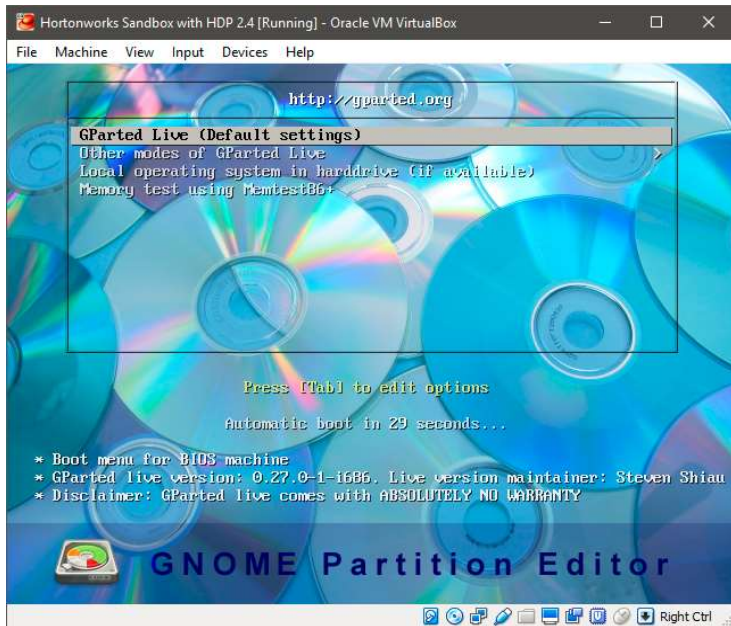 Hortonworks Sandbox with HDP 2.4 [Running] - Oracle VM VirtualBox
File Machine View Input Devices Help
http://gparted.org
GParted Live (Default settings)
Other modes of GParted Live
Local operating system in harddrive (if available)
Memory test using Memtest86+
Press [Tab] to edit options
Automatic boot in 29 seconds...
* Boot menu for BIOS machine
* GParted live version: 0.27.0-1-i686. Live version maintainer: Steven Shiau
* Disclaimer: GParted live comes with ABSOLUTELY NO WARRANTY
GNOME Partition Editor
Right Ctrl